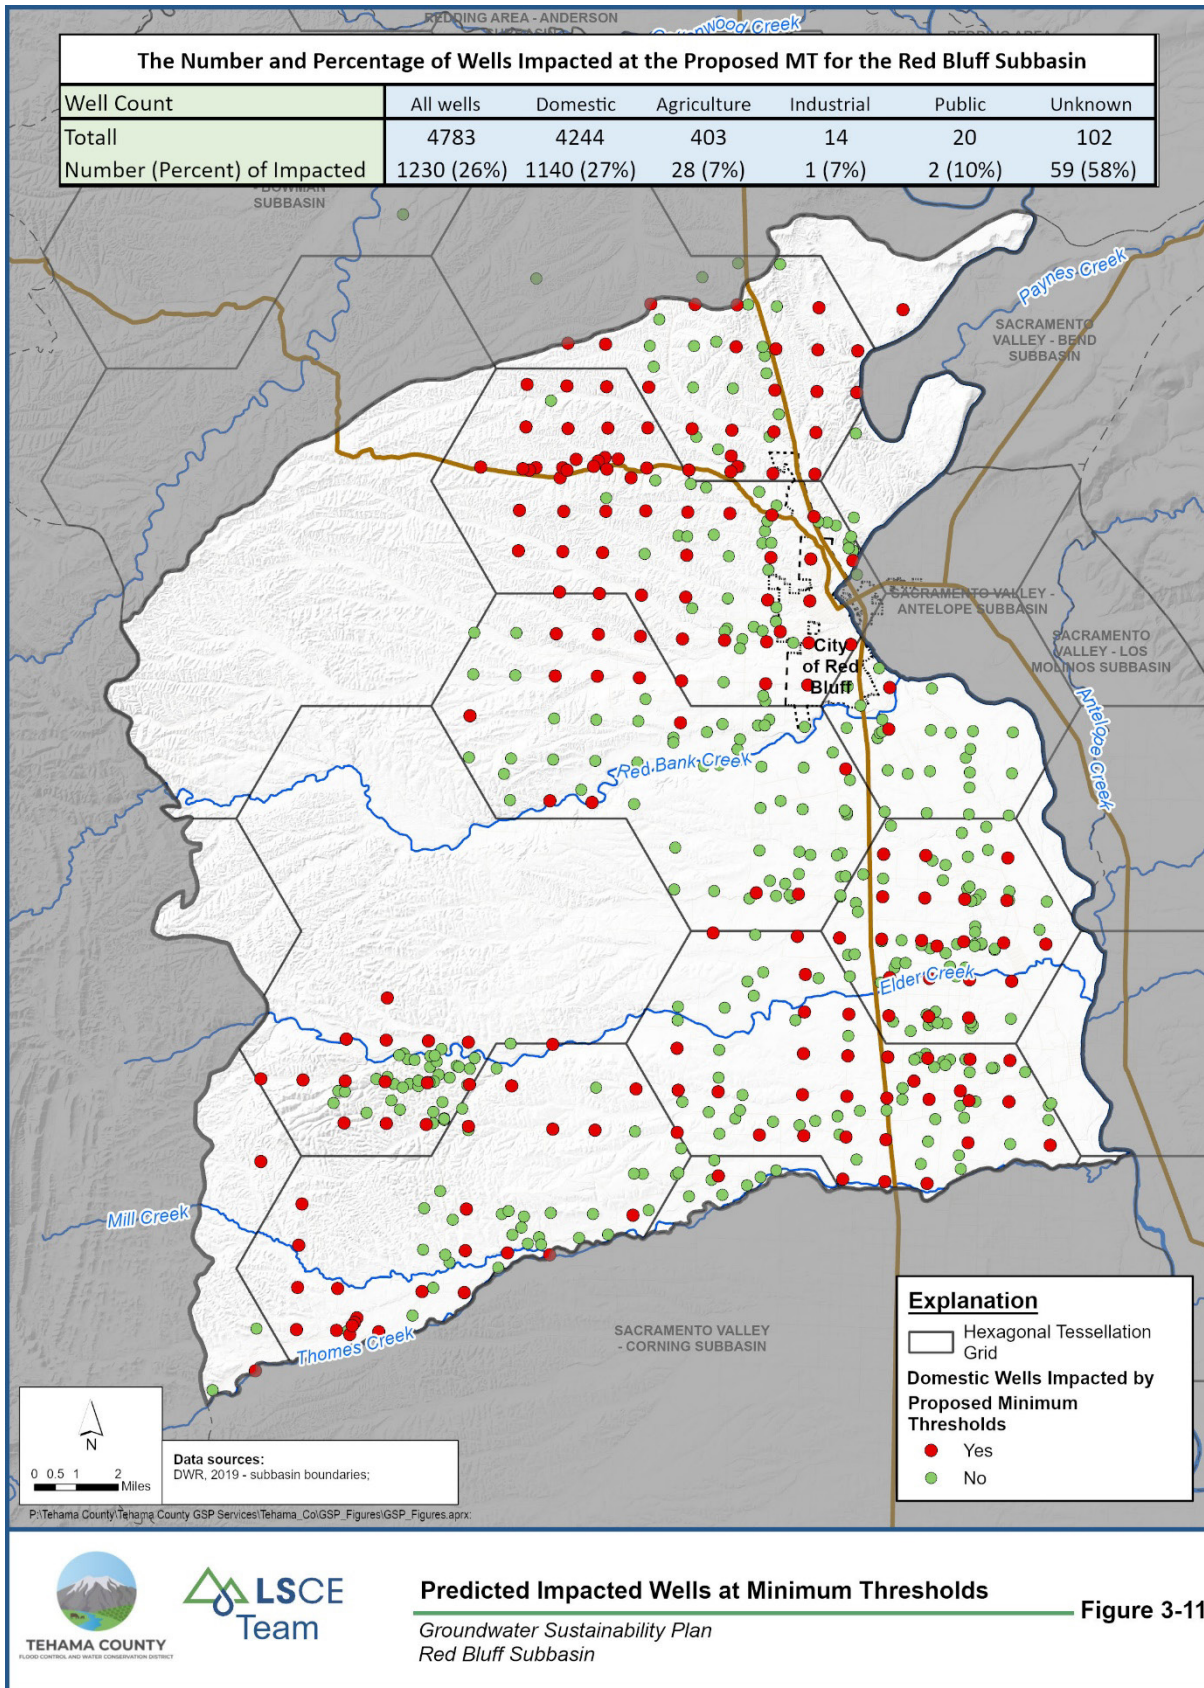 REDDING AREA - ANDERSON
The Number and Percentage of Wells Impacted at the Proposed MT for the Red Bluff Subbasin
Well Count All wells Domestic Agriculture Industrial Public Unknown
Totall 4783 4244 403 14 20 102
Number (Percent) of Impacted 1230 (26%) 1140 (27%) 28 (7%) 1 (7%) 2 (10%) 59 (58%)
SUBBASIN
Paynes Creek
SACRAMENTO
VALLEY - BEND
SUBBASIN
SACRAMENTO VALLEY -
ANTELOPE SUBBASIN
SACRAMENTO
VALLEY - LOS
MOLINOS SUBBASIN
City
of Red
Bluff
Antelope Creek
Red Bank Creek
Elder Creek
Mill Creek
Thomes Creek
SACRAMENTO VALLEY
- CORNING SUBBASIN
Explanation
Hexagonal Tessellation
Grid
Domestic Wells Impacted by
Proposed Minimum
Thresholds
Yes
No
N
0 0.5 1 2
Miles
Data sources:
DWR, 2019 - subbasin boundaries;
P:\Tehama County\Tehama County GSP Services\Tehama_Co\GSP_Figures\GSP_Figures.aprx:
TEHAMA COUNTY
FLOOD CONTROL AND WATER CONSERVATION DISTRICT
LSCE
Team
Predicted Impacted Wells at Minimum Thresholds
Groundwater Sustainability Plan
Red Bluff Subbasin
Figure 3-11